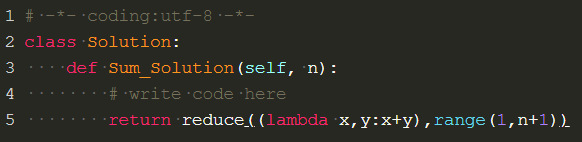 1 # -*- coding:utf-8 -*-
2 class Solution:
3     def Sum_Solution(self, n):
4         # write code here
5         return reduce((lambda x,y:x+y),range(1,n+1))